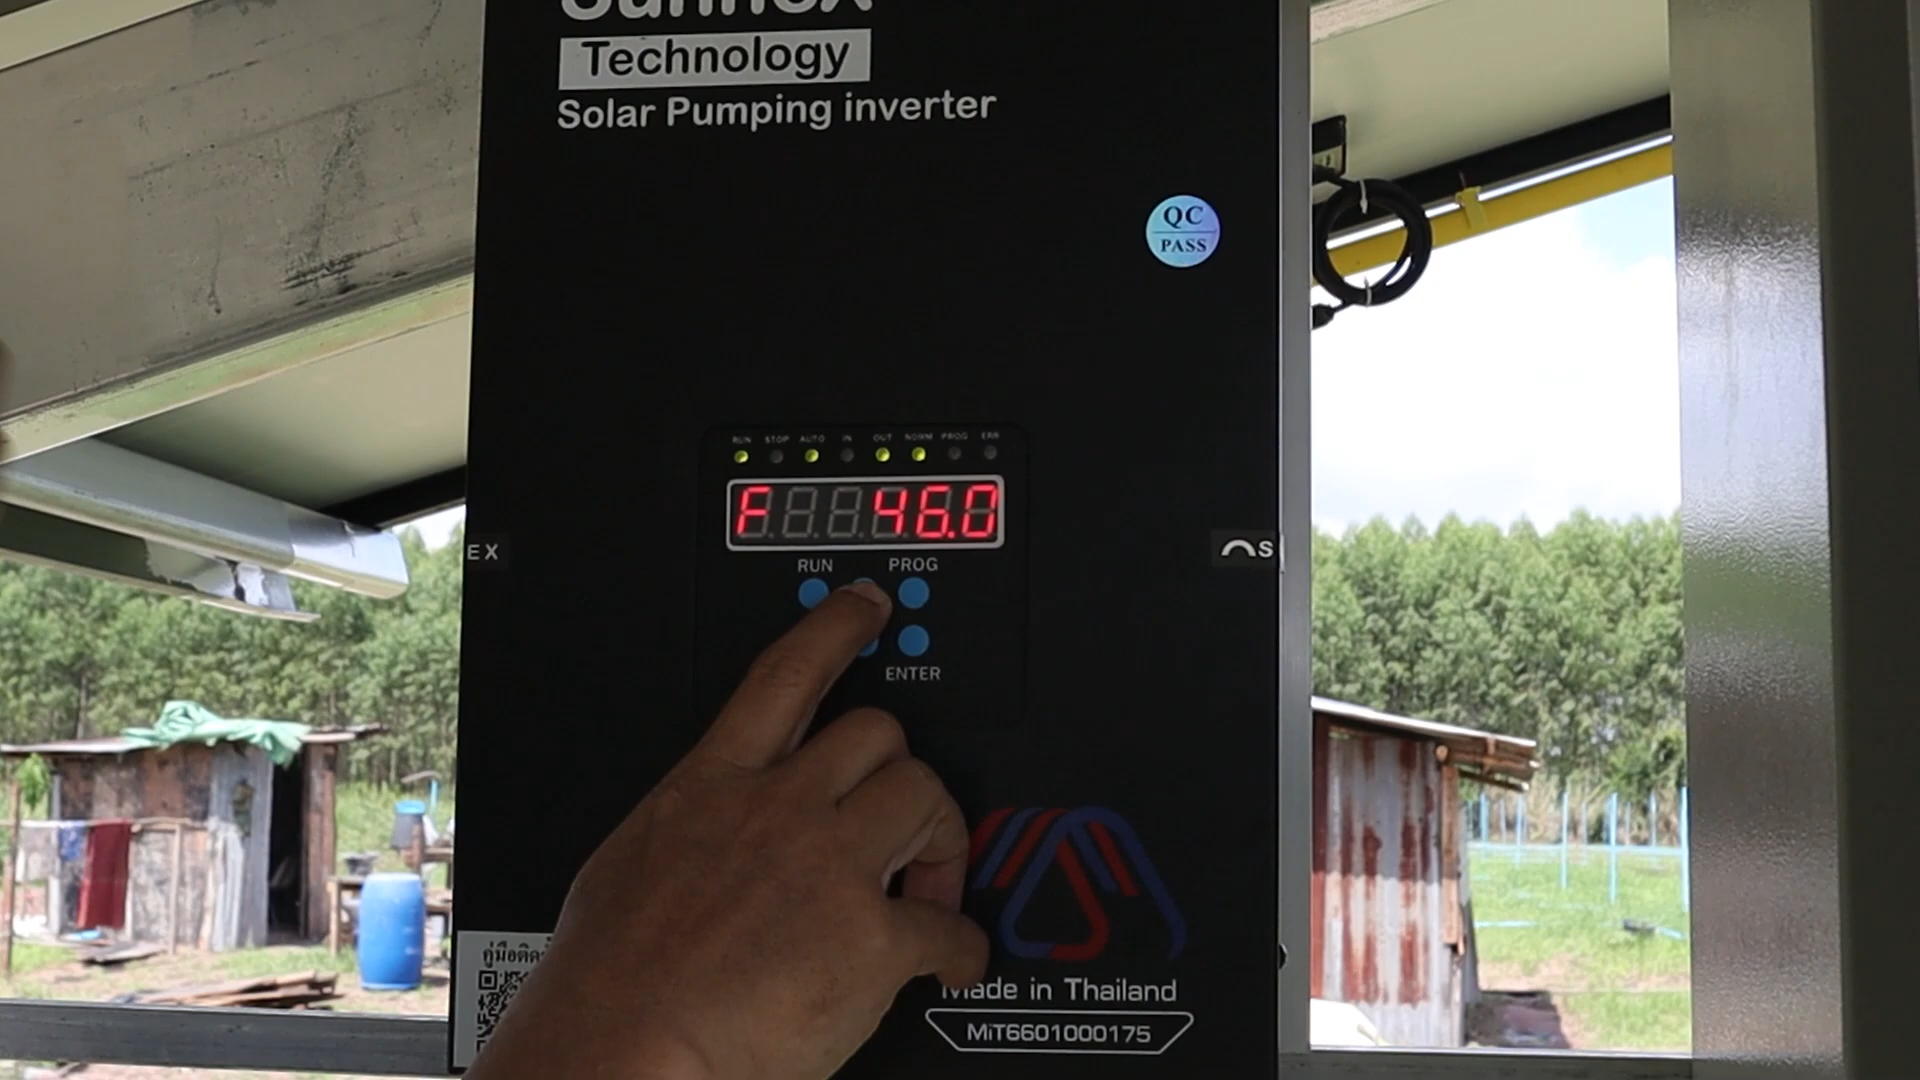 Technology
Solar Pumping inverter
QC
PASS
RUN STOP AUTO IN OUT NORM PROG ERR
F 46.0
EX
S
RUN PROG
ENTER
Made in Thailand
MiT6601000175